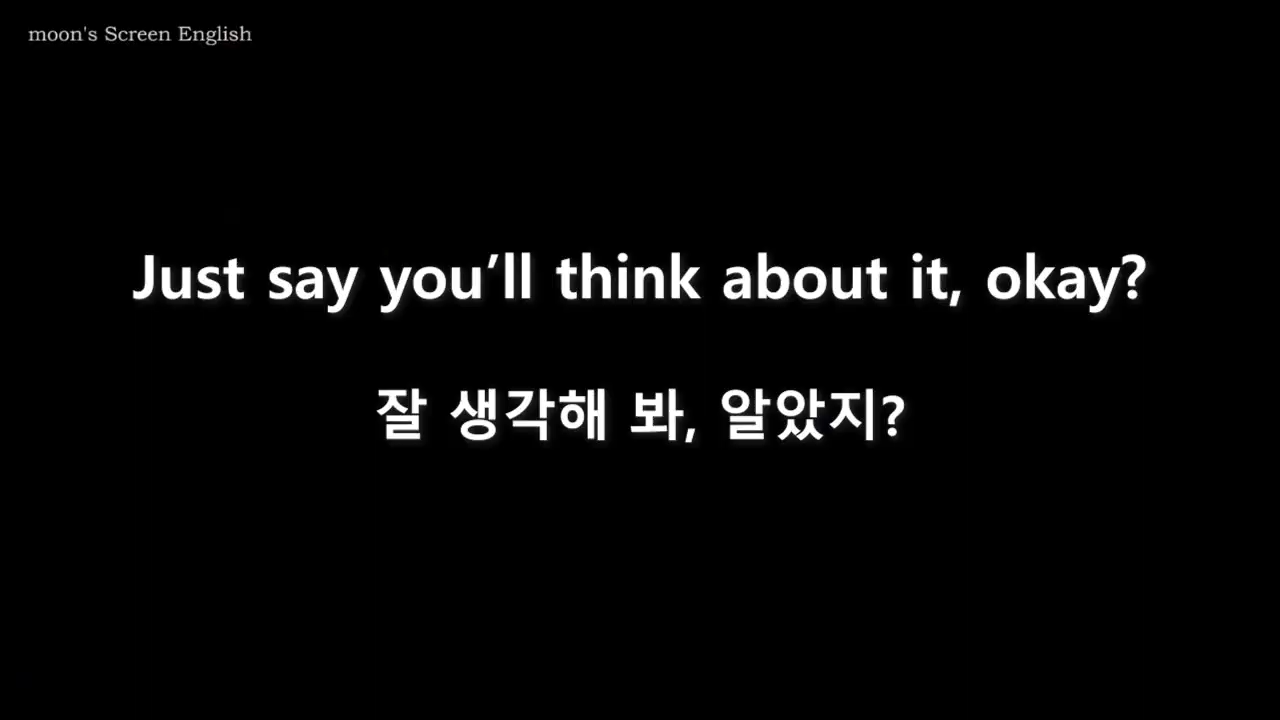 moon's Screen English
Just say you’ll think about it, okay?
잘 생각해 봐, 알았지?